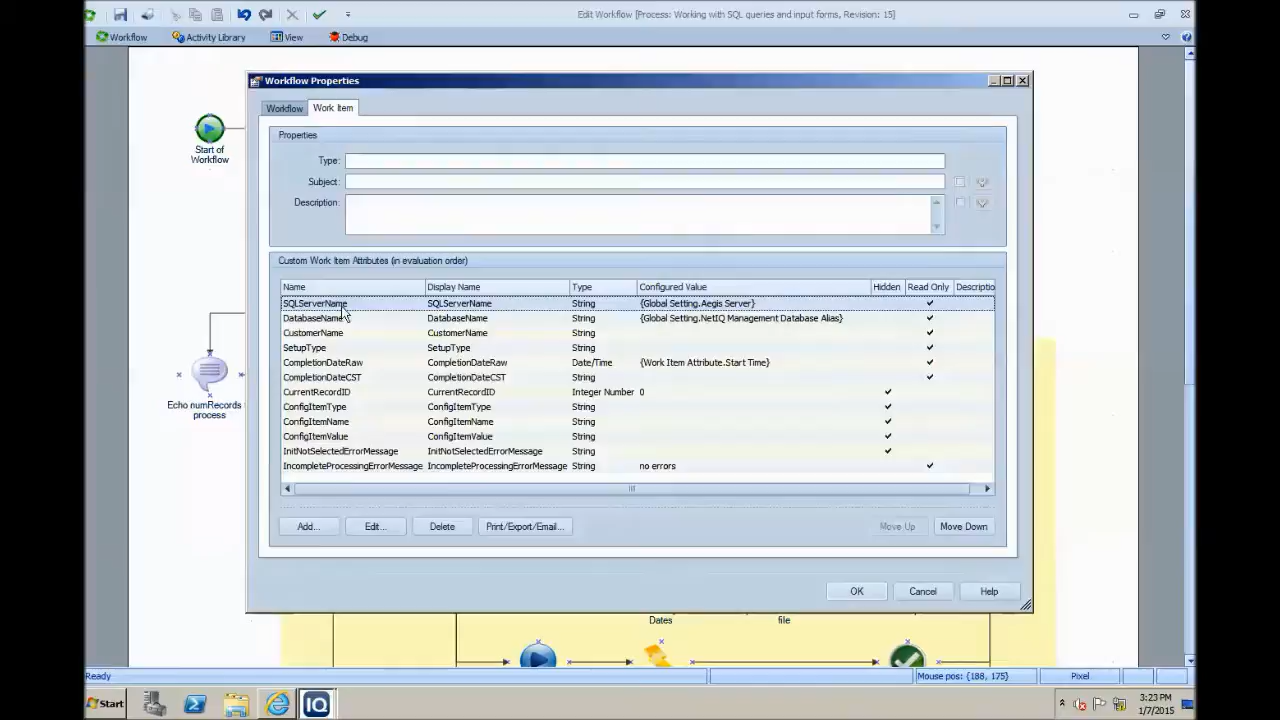 Edit Workflow [Process: Working with SQL queries and input forms, Revision: 15]
Workflow Activity Library View Debug
Workflow Properties
Workflow Work Item
Properties
Type:
Subject:
Description:
Start of
Workflow
Custom Work Item Attributes (in evaluation order)
Name Display Name Type Configured Value Hidden Read Only Descriptio
SQLServerName SQLServerName String {Global Setting.Aegis Server}
DatabaseName DatabaseName String {Global Setting.NetIQ Management Database Alias}
CustomerName CustomerName String
SetupType SetupType String
CompletionDateRaw CompletionDateRaw Date/Time {Work Item Attribute.Start Time}
CompletionDateCST CompletionDateCST String
CurrentRecordID CurrentRecordID Integer Number 0
ConfigItemType ConfigItemType String
ConfigItemName ConfigItemName String
ConfigItemValue ConfigItemValue String
InitNotSelectedErrorMessage InitNotSelectedErrorMessage String
IncompleteProcessingErrorMessage IncompleteProcessingErrorMessage String no errors
Echo numRecords
process
Add... Edit... Delete Print/Export/Email... Move Up Move Down
OK Cancel Help
Dates file
Ready Mouse pos: {188, 175} Pixel
Start IQ 3:23 PM
1/7/2015